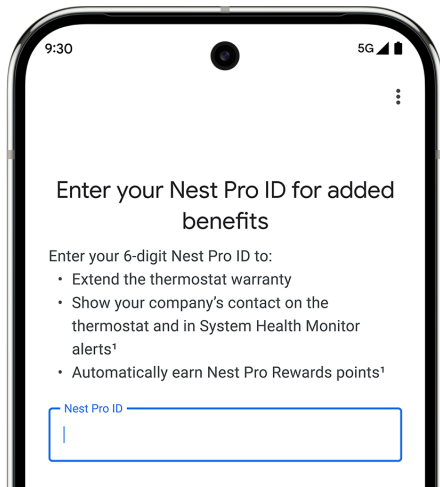 9:30 5G
Enter your Nest Pro ID for added
benefits
Enter your 6-digit Nest Pro ID to:
• Extend the thermostat warranty
• Show your company's contact on the
thermostat and in System Health Monitor
alerts¹
• Automatically earn Nest Pro Rewards points¹
Nest Pro ID